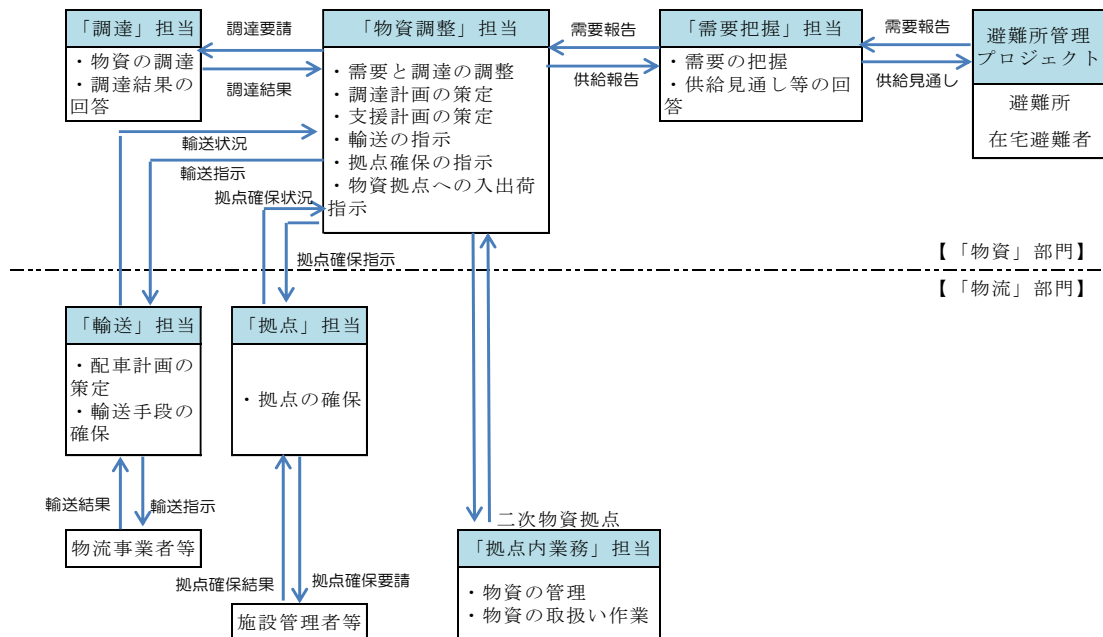 「調達」担当
・物資の調達
・調達結果の
回答
調達要請
調達結果
「物資調整」担当
・需要と調達の調整
・調達計画の策定
・支援計画の策定
・輸送の指示
・拠点確保の指示
・物資拠点への入出荷
指示
需要報告
供給報告
「需要把握」担当
・需要の把握
・供給見通し等の回
答
需要報告
供給見通し
避難所管理
プロジェクト
避難所
在宅避難者
輸送状況
輸送指示
拠点確保状況
拠点確保指示
【「物資」部門】
【「物流」部門】
「輸送」担当
・配車計画の
策定
・輸送手段の
確保
「拠点」担当
・拠点の確保
輸送結果
輸送指示
物流事業者等
拠点確保結果
拠点確保要請
施設管理者等
二次物資拠点
「拠点内業務」担当
・物資の管理
・物資の取扱い作業